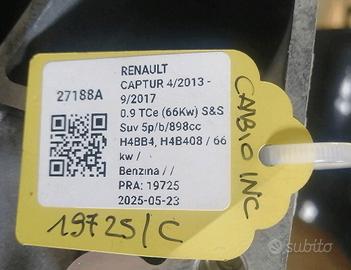 27188A
RENAULT
CAPTUR 4/2013 -
9/2017
0.9 TCe (66Kw) S&S
Suv 5p/b/898cc
H4BB4, H4B408 / 66
kw /
Benzina / /
PRA: 19725
2025-05-23
19725/C
CAMBIO INC
subito